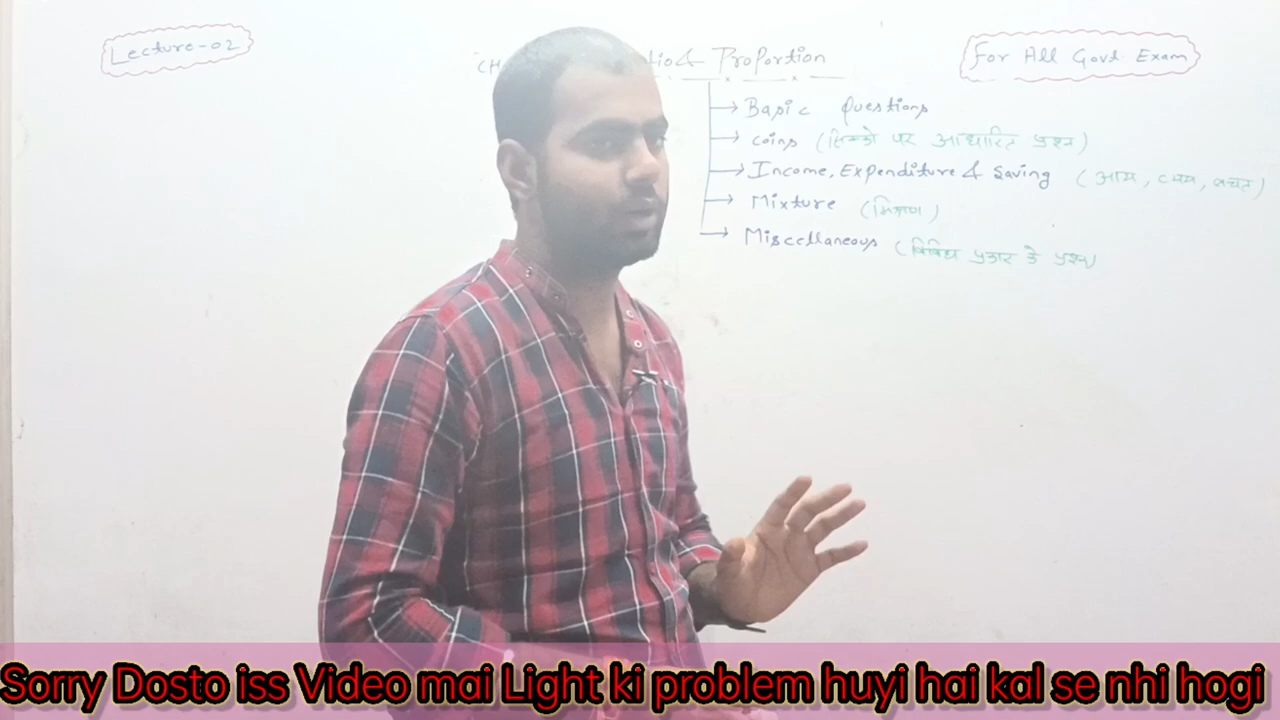 Lecture-02
Proportion
For All Govt. Exam
Basic Questions
Coins (सिक्को पर आधारित प्रश्न)
Income, Expenditure & Saving (आय, व्यय, बचत)
Mixture (मिश्रण)
Miscellaneous (विविध प्रकार के प्रश्न)
Sorry Dosto iss Video mai Light ki problem huyi hai kal se nhi hogi